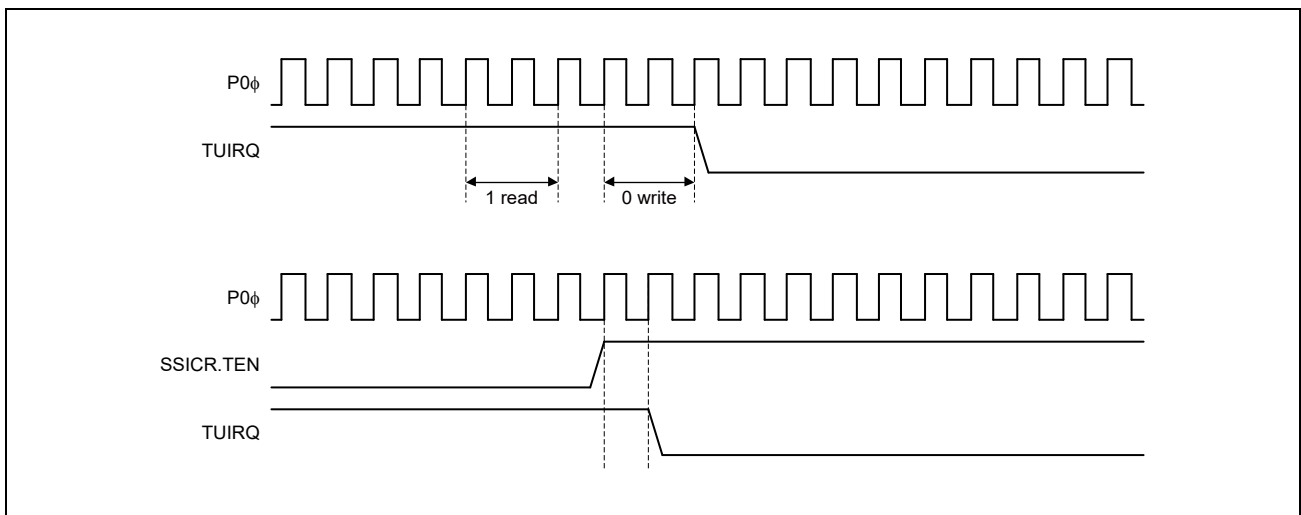 P0ϕ
TUIRQ
1 read
0 write
P0ϕ
SSICR.TEN
TUIRQ